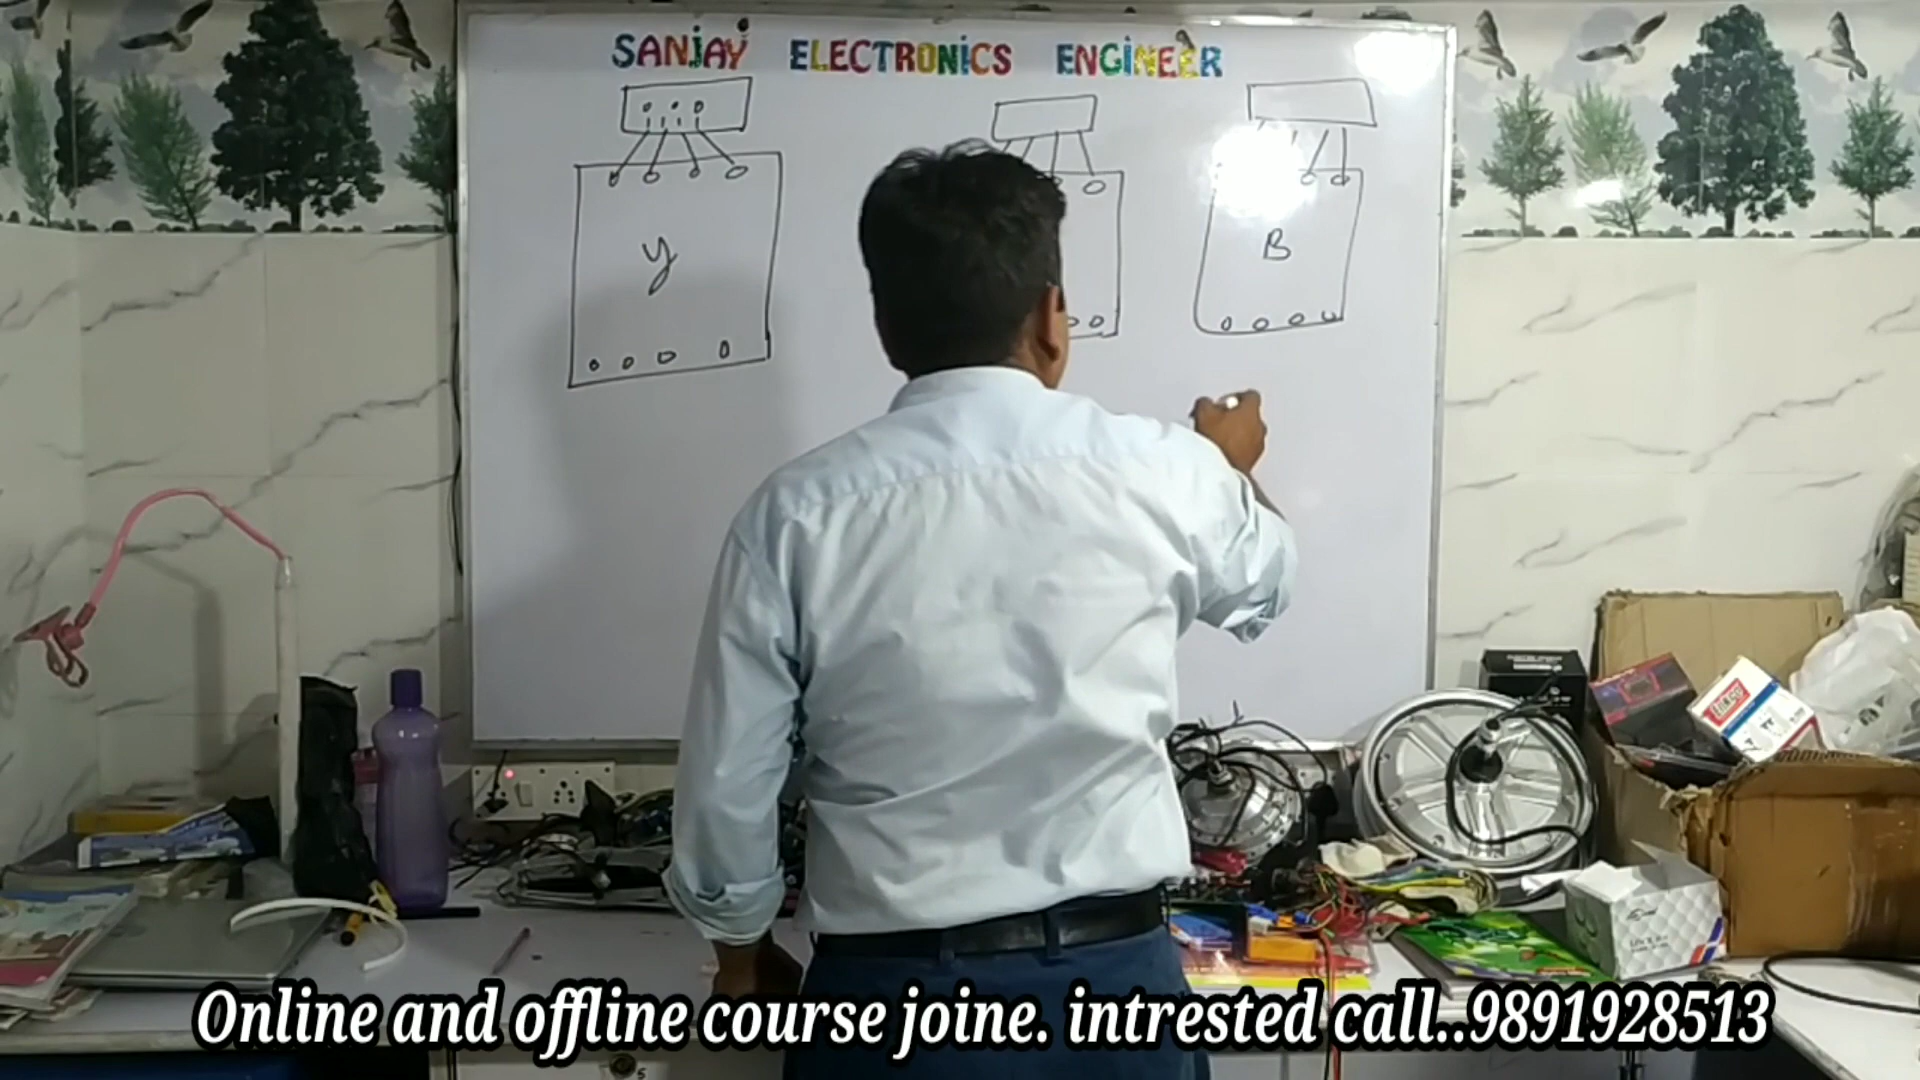 SANJAY ELECTRONICS ENGINEER
y
B
Online and offline course joine. intrested call..9891928513